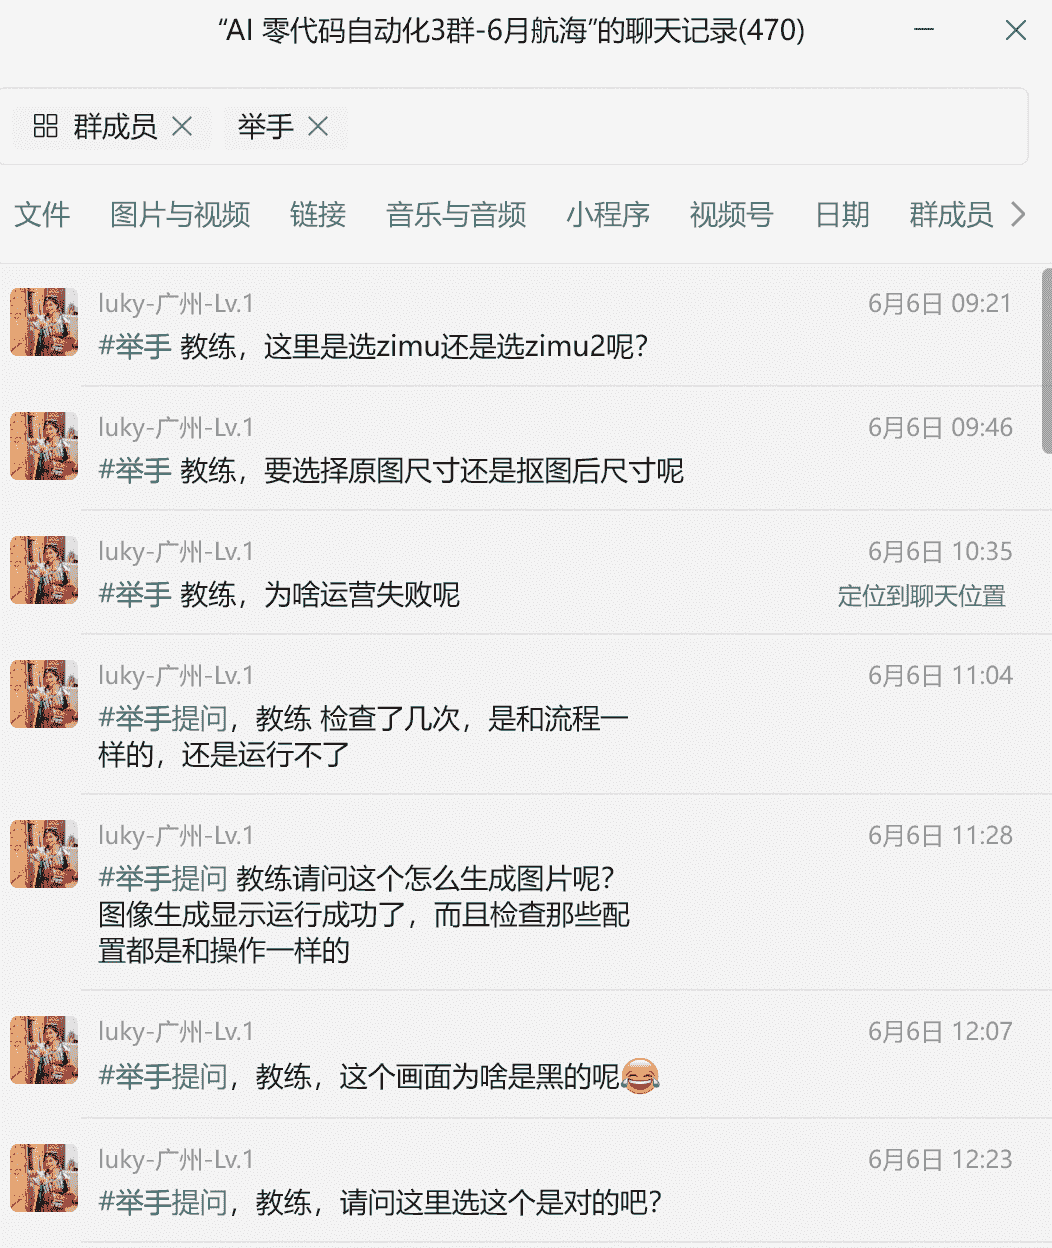 “AI 零代码自动化3群-6月航海”的聊天记录(470)
群成员 举手
文件 图片与视频 链接 音乐与音频 小程序 视频号 日期 群成员
luky-广州-Lv.1 6月6日 09:21
#举手 教练，这里是选zimu还是选zimu2呢？
luky-广州-Lv.1 6月6日 09:46
#举手 教练，要选择原图尺寸还是抠图后尺寸呢
luky-广州-Lv.1 6月6日 10:35
#举手 教练，为啥运营失败呢 定位到聊天位置
luky-广州-Lv.1 6月6日 11:04
#举手提问，教练 检查了几次，是和流程一
样的，还是运行不了
luky-广州-Lv.1 6月6日 11:28
#举手提问 教练请问这个怎么生成图片呢？
图像生成显示运行成功了，而且检查那些配
置都是和操作一样的
luky-广州-Lv.1 6月6日 12:07
#举手提问，教练，这个画面为啥是黑的呢😂
luky-广州-Lv.1 6月6日 12:23
#举手提问，教练，请问这里选这个是对的吧？